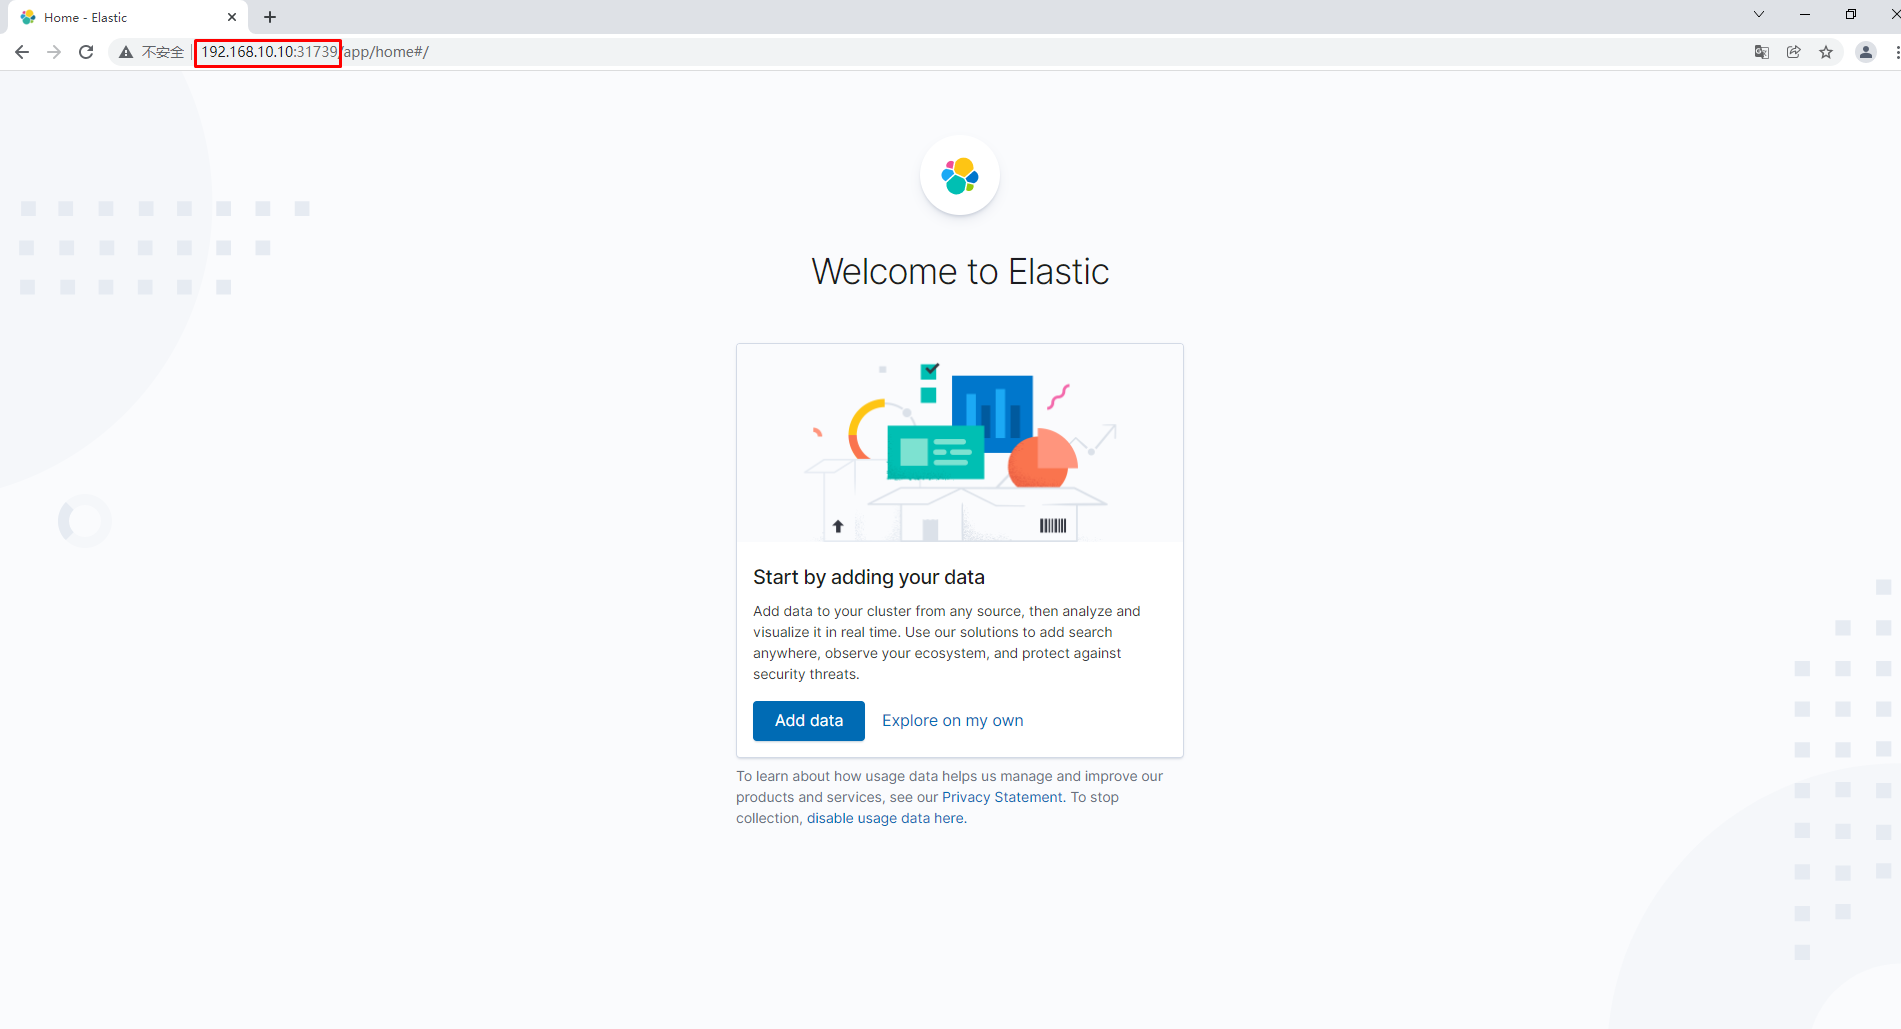 Home - Elastic
不安全
192.168.10.10:31739/app/home#/
Welcome to Elastic
Start by adding your data
Add data to your cluster from any source, then analyze and
visualize it in real time. Use our solutions to add search
anywhere, observe your ecosystem, and protect against
security threats.
Add data
Explore on my own
To learn about how usage data helps us manage and improve our
products and services, see our Privacy Statement. To stop
collection, disable usage data here.